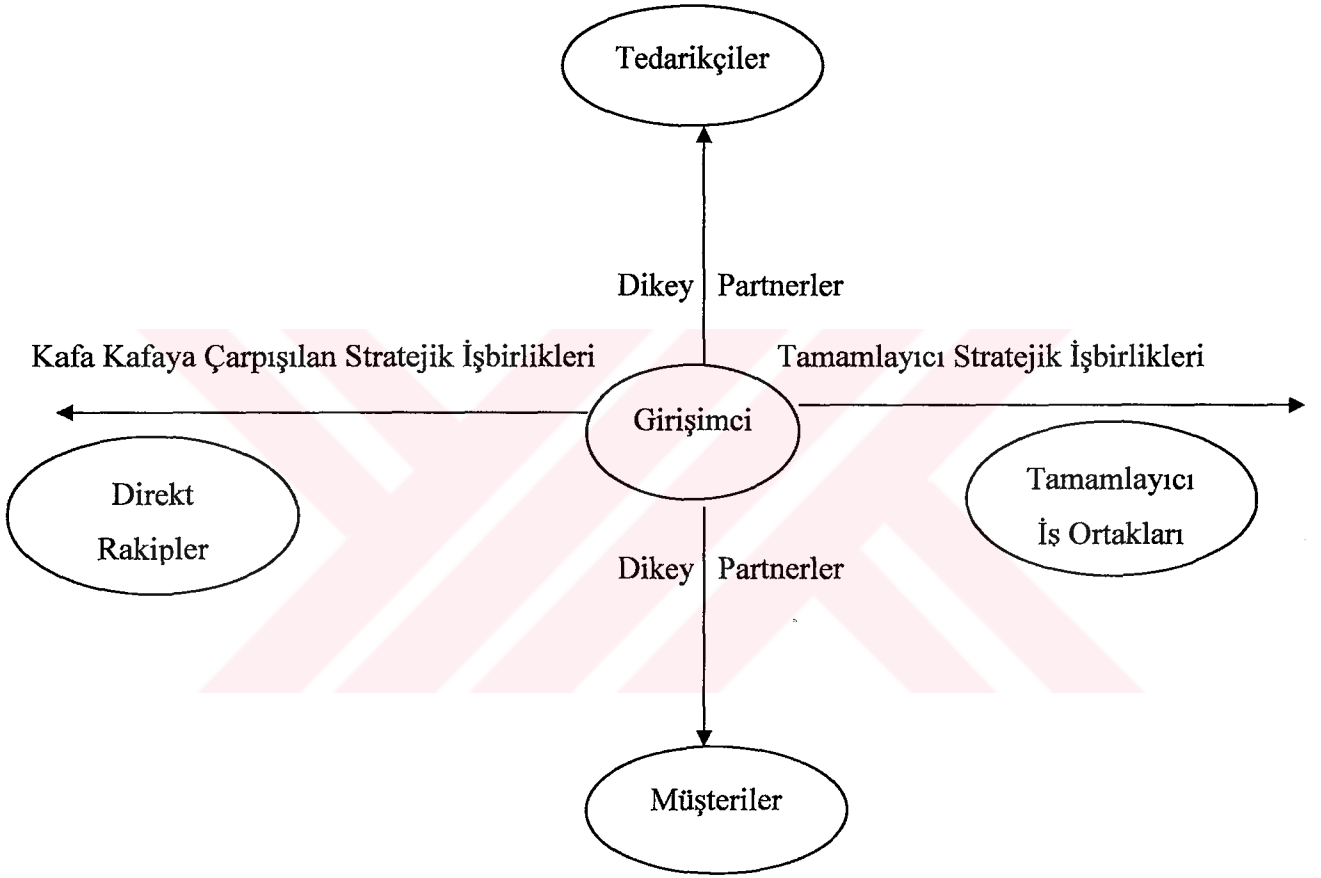 Tedarikçiler
Dikey Partnerler
Kafa Kafaya Çarpışılan Stratejik İşbirlikleri
Tamamlayıcı Stratejik İşbirlikleri
Girişimci
Direkt
Rakipler
Tamamlayıcı
İş Ortakları
Dikey Partnerler
Müşteriler